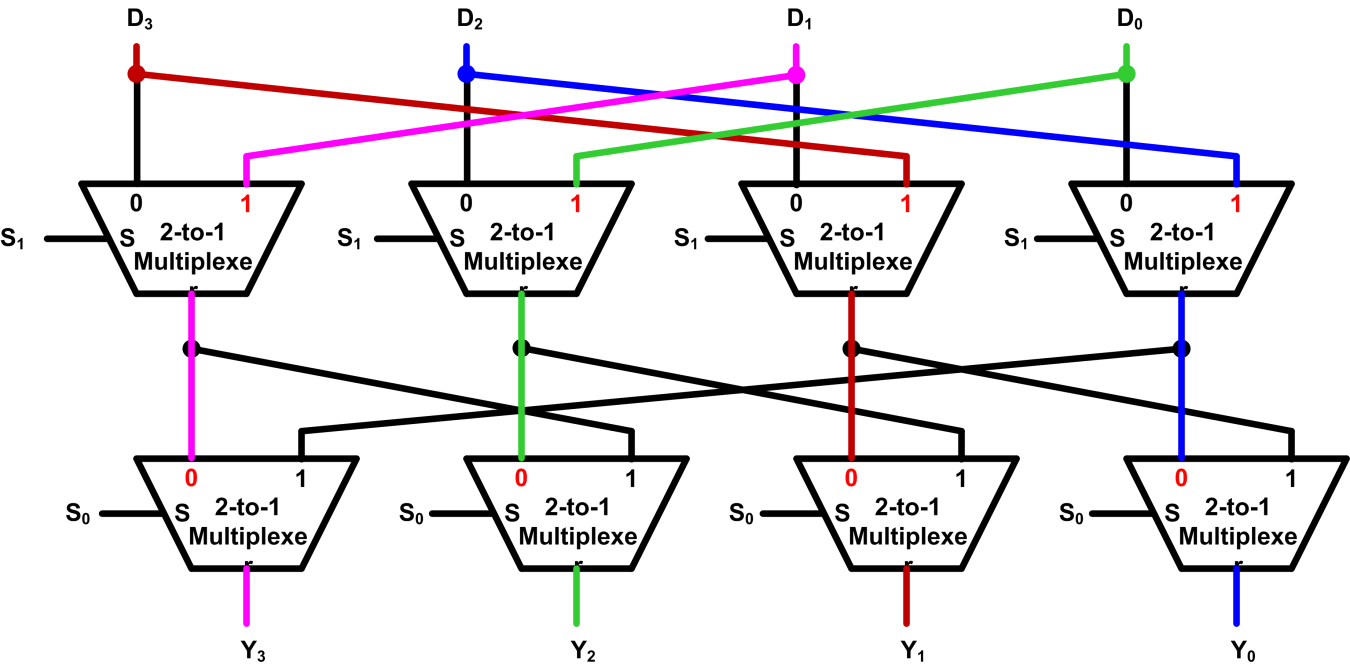 D₃ D₂ D₁ D₀
0 1 0 1 0 1 0 1
S₁ S 2-to-1 S₁ S 2-to-1 S₁ S 2-to-1 S₁ S 2-to-1
Multiplexe Multiplexe Multiplexe Multiplexe
r r r r
0 1 0 1 0 1 0 1
S₀ S 2-to-1 S₀ S 2-to-1 S₀ S 2-to-1 S₀ S 2-to-1
Multiplexe Multiplexe Multiplexe Multiplexe
r r r r
Y₃ Y₂ Y₁ Y₀